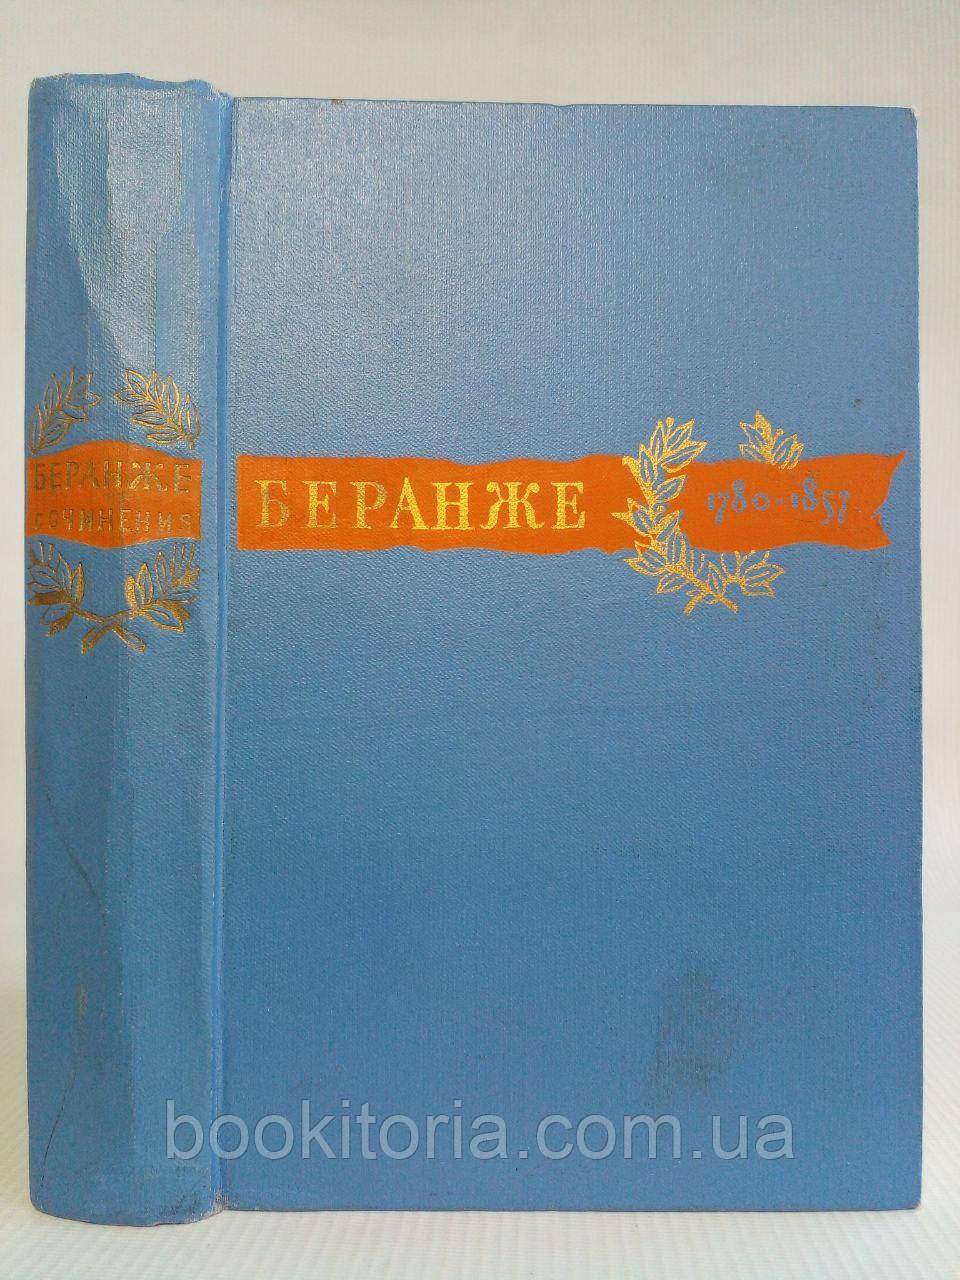 БЕРАНЖЕ
СОЧИНЕНИЯ
БЕРАНЖЕ 1780-1857
bookitoria.com.ua